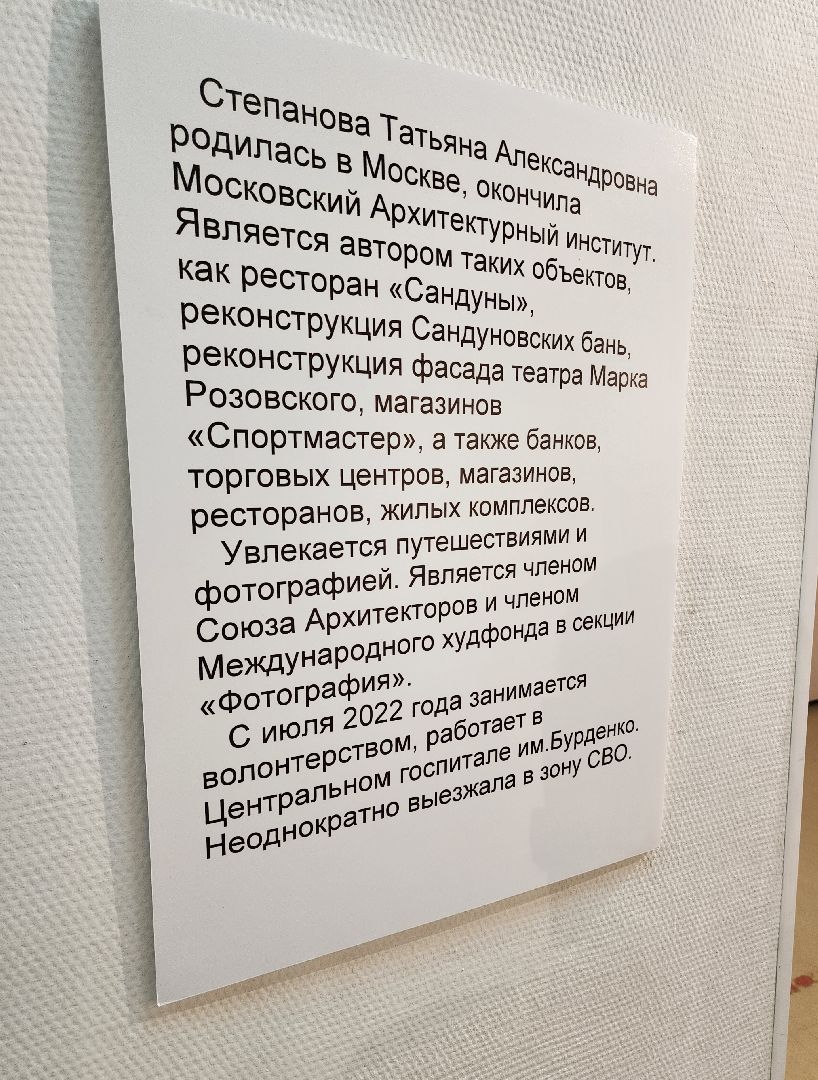 Степанова Татьяна Александровна
родилась в Москве, окончила
Московский Архитектурный институт.
Является автором таких объектов,
как ресторан «Сандуны»,
реконструкция Сандуновских бань,
реконструкция фасада театра Марка
Розовского, магазинов
«Спортмастер», а также банков,
торговых центров, магазинов,
ресторанов, жилых комплексов.
Увлекается путешествиями и
фотографией. Является членом
Союза Архитекторов и членом
Международного худфонда в секции
«Фотография».
С июля 2022 года занимается
волонтерством, работает в
Центральном госпитале им.Бурденко.
Неоднократно выезжала в зону СВО.